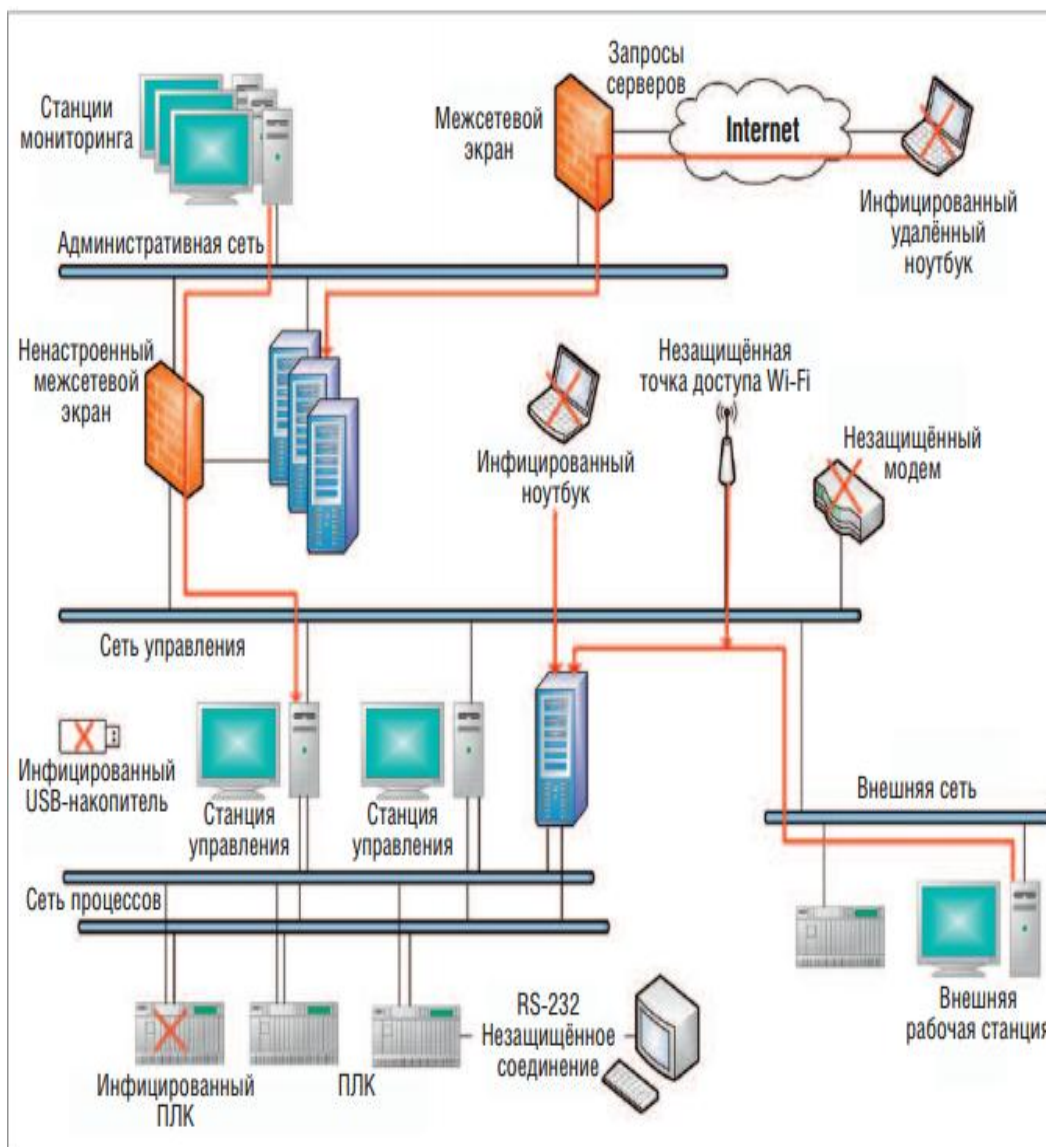 Запросы
серверов
Станции
мониторинга
Межсетевой
экран
Internet
Инфицированный
удалённый
ноутбук
Административная сеть
Ненастроенный
межсетевой
экран
Незащищённая
точка доступа Wi-Fi
Инфицированный
ноутбук
Незащищённый
модем
Сеть управления
Инфицированный
USB-накопитель
Станция
управления
Станция
управления
Внешняя сеть
Сеть процессов
RS-232
Незащищённое
соединение
Внешняя
рабочая станция
Инфицированный
ПЛК
ПЛК